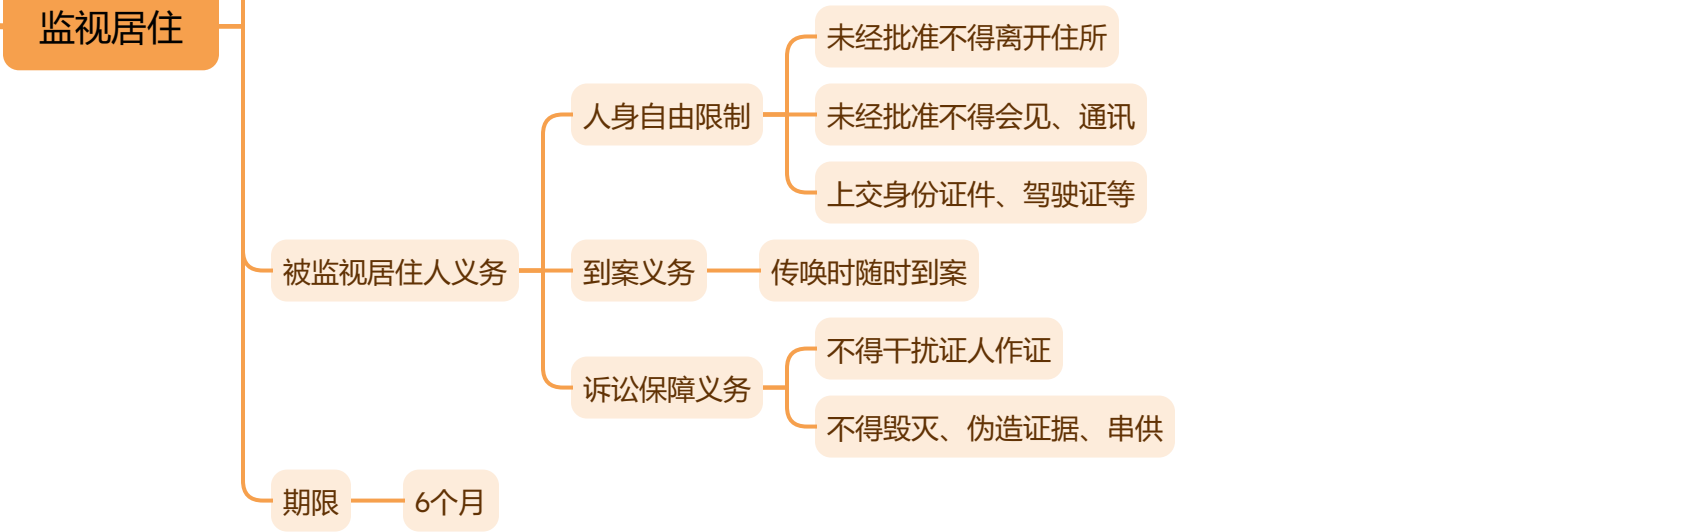 监视居住
被监视居住人义务
人身自由限制
未经批准不得离开住所
未经批准不得会见、通讯
上交身份证件、驾驶证等
到案义务
传唤时随时到案
诉讼保障义务
不得干扰证人作证
不得毁灭、伪造证据、串供
期限
6个月